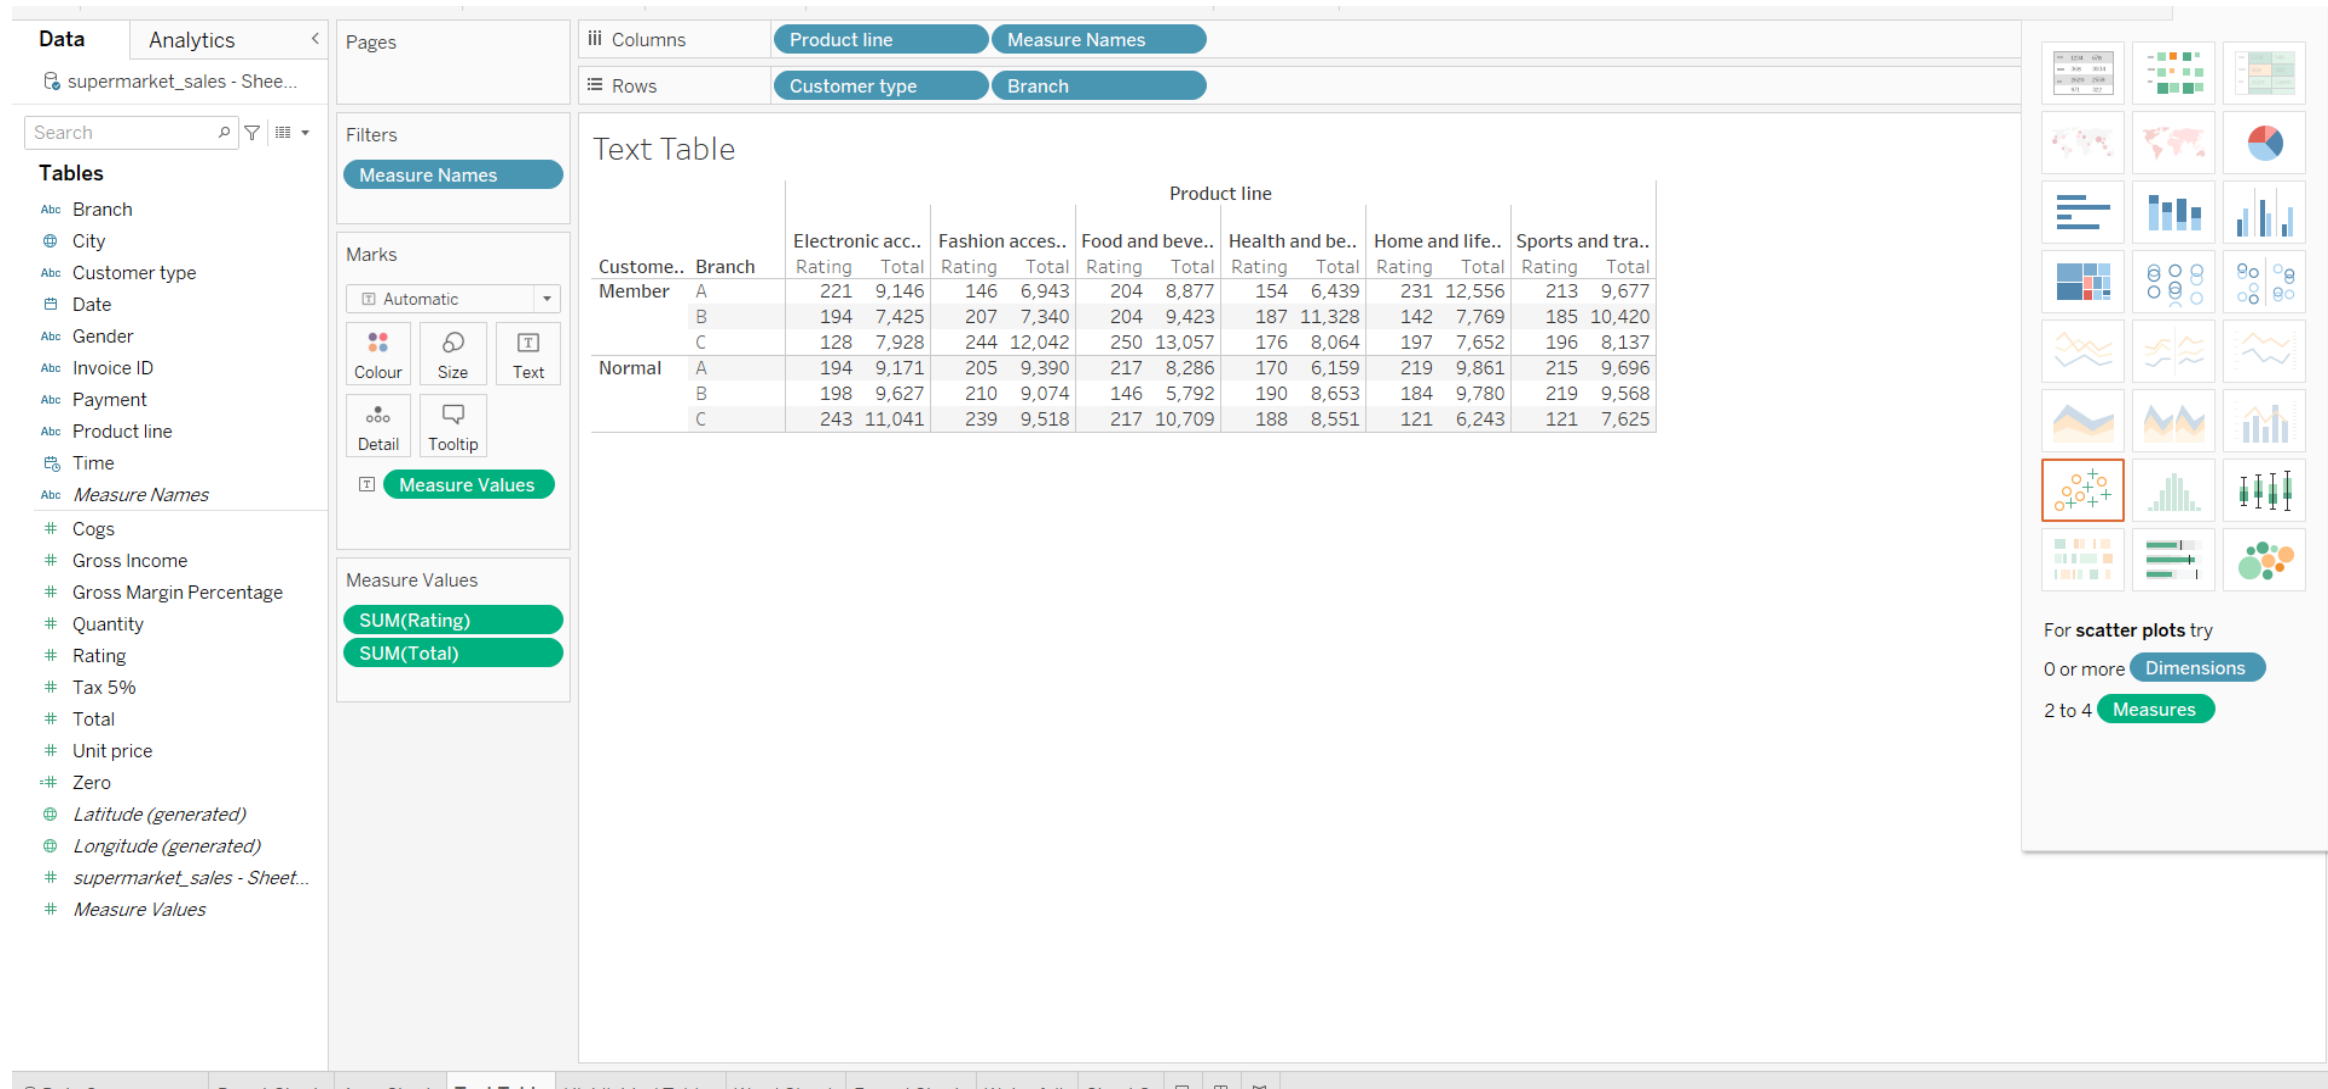 Data
Analytics
supermarket_sales - Shee...
Search
Tables
Abc Branch
City
Abc Customer type
Date
Abc Gender
Abc Invoice ID
Abc Payment
Abc Product line
Time
Abc Measure Names
# Cogs
# Gross Income
# Gross Margin Percentage
# Quantity
# Rating
# Tax 5%
# Total
# Unit price
=# Zero
Latitude (generated)
Longitude (generated)
# supermarket_sales - Sheet...
# Measure Values
Pages
Filters
Measure Names
Marks
T Automatic
Colour Size T Text
Detail Tooltip
T Measure Values
Measure Values
SUM(Rating)
SUM(Total)
iii Columns Product line Measure Names
Rows Customer type Branch
Text Table
Product line
Electronic acc.. Fashion acces.. Food and beve.. Health and be.. Home and life.. Sports and tra..
Custome.. Branch Rating Total Rating Total Rating Total Rating Total Rating Total Rating Total
Member A 221 9,146 146 6,943 204 8,877 154 6,439 231 12,556 213 9,677
B 194 7,425 207 7,340 204 9,423 187 11,328 142 7,769 185 10,420
C 128 7,928 244 12,042 250 13,057 176 8,064 197 7,652 196 8,137
Normal A 194 9,171 205 9,390 217 8,286 170 6,159 219 9,861 215 9,696
B 198 9,627 210 9,074 146 5,792 190 8,653 184 9,780 219 9,568
C 243 11,041 239 9,518 217 10,709 188 8,551 121 6,243 121 7,625
For scatter plots try
0 or more Dimensions
2 to 4 Measures